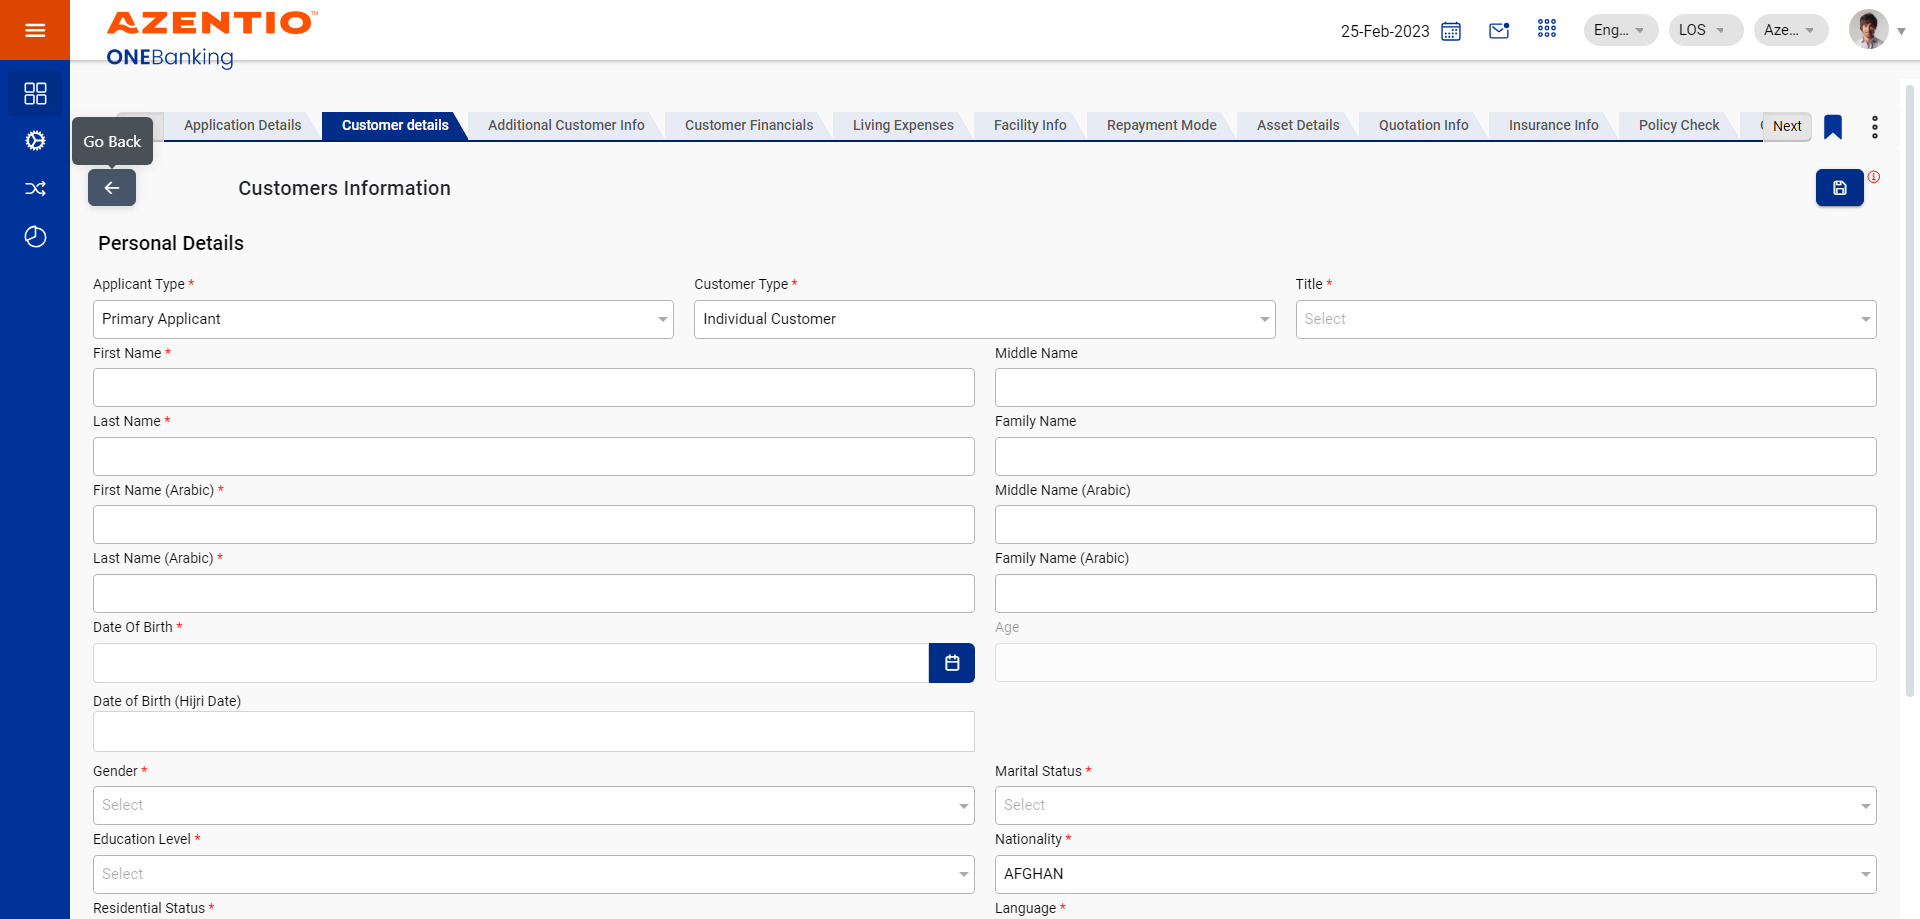 AZENTIO™
ONEBanking
25-Feb-2023
Eng...
LOS
Aze...
Application Details
Customer details
Additional Customer Info
Customer Financials
Living Expenses
Facility Info
Repayment Mode
Asset Details
Quotation Info
Insurance Info
Policy Check
Next
Go Back
Customers Information
Personal Details
Applicant Type *
Customer Type *
Title *
Primary Applicant
Individual Customer
Select
First Name *
Middle Name
Last Name *
Family Name
First Name (Arabic) *
Middle Name (Arabic)
Last Name (Arabic) *
Family Name (Arabic)
Date Of Birth *
Age
Date of Birth (Hijri Date)
Gender *
Marital Status *
Select
Select
Education Level *
Nationality *
Select
AFGHAN
Residential Status *
Language *